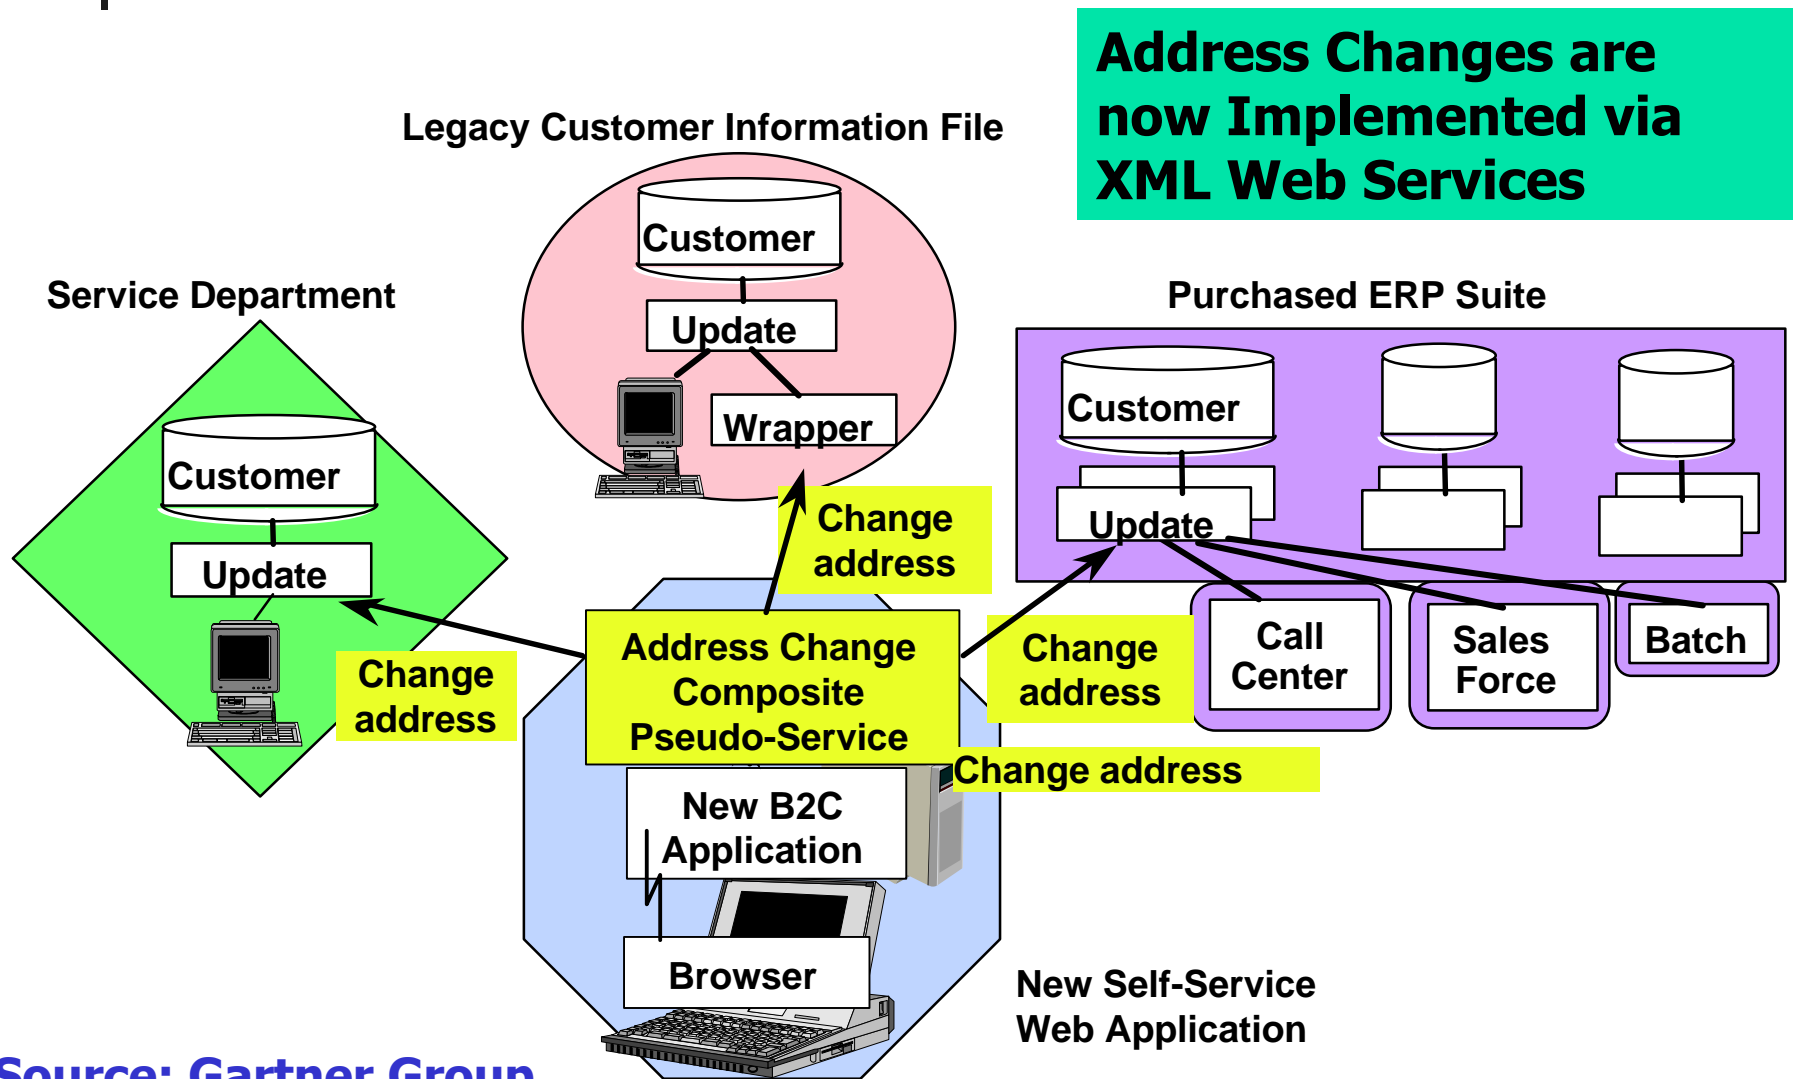 Address Changes are
now Implemented via
XML Web Services
Legacy Customer Information File
Customer
Update
Wrapper
Service Department
Customer
Update
Purchased ERP Suite
Customer
Update
Call
Center
Sales
Force
Batch
Change
address
Change
address
Change
address
Address Change
Composite
Pseudo-Service
Change address
New B2C
Application
Browser
New Self-Service
Web Application
Source: Gartner Group